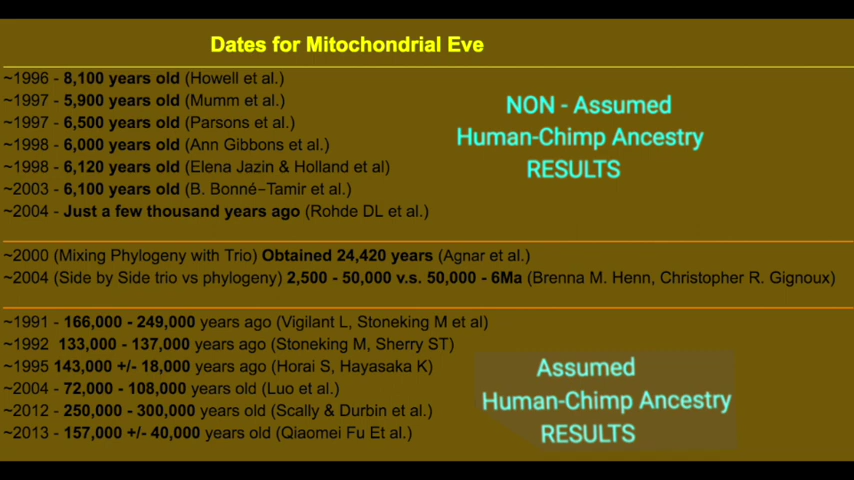 Dates for Mitochondrial Eve
~1996 - 8,100 years old (Howell et al.)
~1997 - 5,900 years old (Mumm et al.)
~1997 - 6,500 years old (Parsons et al.)
~1998 - 6,000 years old (Ann Gibbons et al.)
~1998 - 6,120 years old (Elena Jazin & Holland et al)
~2003 - 6,100 years old (B. Bonné–Tamir et al.)
~2004 - Just a few thousand years ago (Rohde DL et al.)
NON - Assumed
Human-Chimp Ancestry
RESULTS
~2000 (Mixing Phylogeny with Trio) Obtained 24,420 years (Agnar et al.)
~2004 (Side by Side trio vs phylogeny) 2,500 - 50,000 v.s. 50,000 - 6Ma (Brenna M. Henn, Christopher R. Gignoux)
~1991 - 166,000 - 249,000 years ago (Vigilant L, Stoneking M et al)
~1992 133,000 - 137,000 years ago (Stoneking M, Sherry ST)
~1995 143,000 +/- 18,000 years ago (Horai S, Hayasaka K)
~2004 - 72,000 - 108,000 years old (Luo et al.)
~2012 - 250,000 - 300,000 years old (Scally & Durbin et al.)
~2013 - 157,000 +/- 40,000 years old (Qiaomei Fu Et al.)
Assumed
Human-Chimp Ancestry
RESULTS